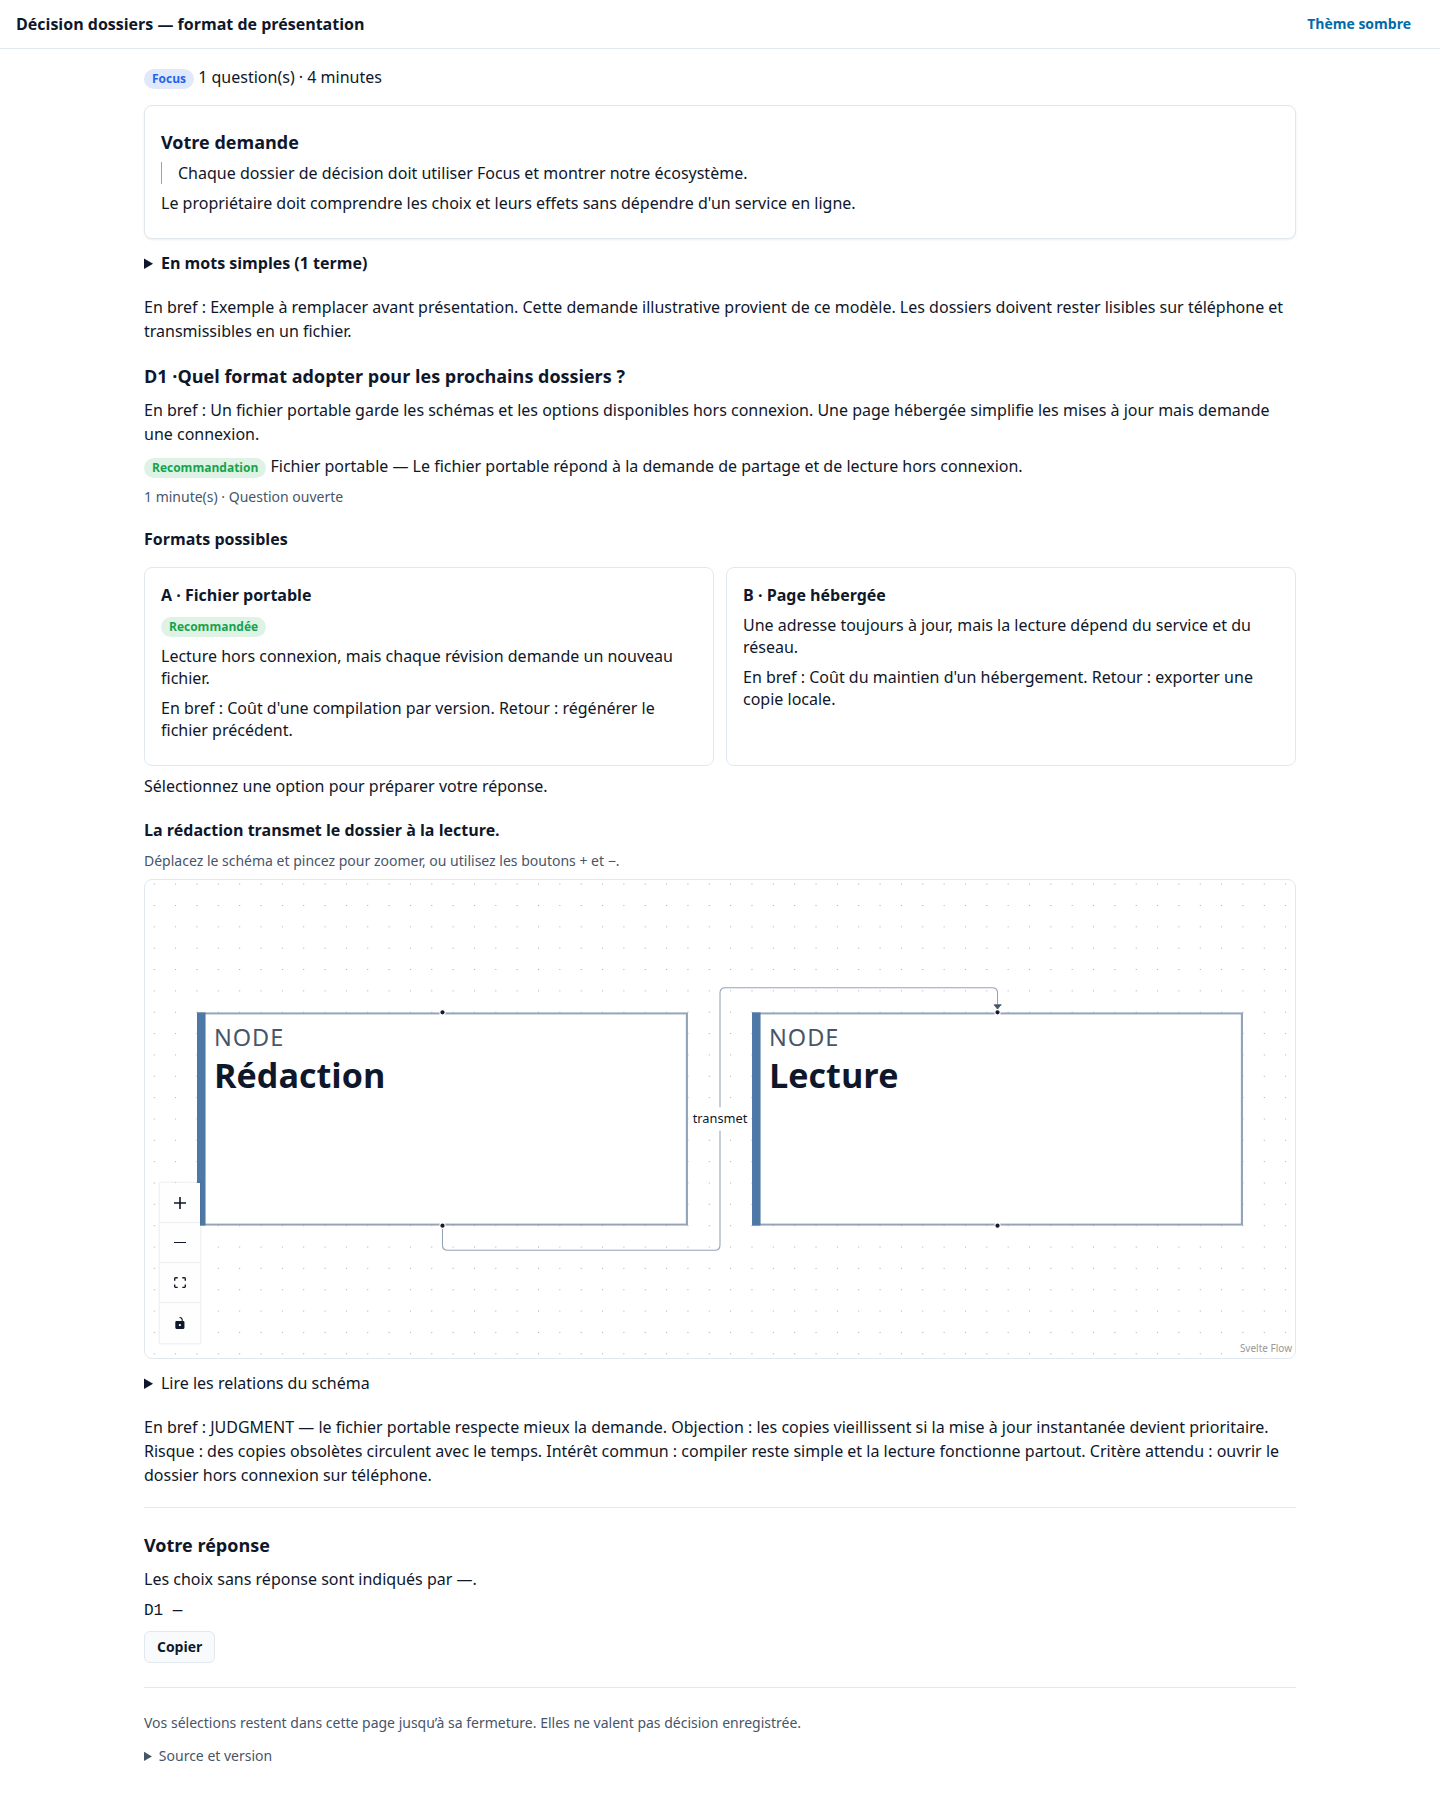 Décision dossiers — format de présentation
Thème sombre
Focus 1 question(s) · 4 minutes
Votre demande
Chaque dossier de décision doit utiliser Focus et montrer notre écosystème.
Le propriétaire doit comprendre les choix et leurs effets sans dépendre d'un service en ligne.
En mots simples (1 terme)
En bref : Exemple à remplacer avant présentation. Cette demande illustrative provient de ce modèle. Les dossiers doivent rester lisibles sur téléphone et
transmissibles en un fichier.
D1 ·Quel format adopter pour les prochains dossiers ?
En bref : Un fichier portable garde les schémas et les options disponibles hors connexion. Une page hébergée simplifie les mises à jour mais demande
une connexion.
Recommandation Fichier portable — Le fichier portable répond à la demande de partage et de lecture hors connexion.
1 minute(s) · Question ouverte
Formats possibles
A · Fichier portable
Recommandée
Lecture hors connexion, mais chaque révision demande un nouveau
fichier.
En bref : Coût d'une compilation par version. Retour : régénérer le
fichier précédent.
B · Page hébergée
Une adresse toujours à jour, mais la lecture dépend du service et du
réseau.
En bref : Coût du maintien d'un hébergement. Retour : exporter une
copie locale.
Sélectionnez une option pour préparer votre réponse.
La rédaction transmet le dossier à la lecture.
Déplacez le schéma et pincez pour zoomer, ou utilisez les boutons + et −.
NODE
Rédaction
transmet
NODE
Lecture
Svelte Flow
Lire les relations du schéma
En bref : JUDGMENT — le fichier portable respecte mieux la demande. Objection : les copies vieillissent si la mise à jour instantanée devient prioritaire.
Risque : des copies obsolètes circulent avec le temps. Intérêt commun : compiler reste simple et la lecture fonctionne partout. Critère attendu : ouvrir le
dossier hors connexion sur téléphone.
Votre réponse
Les choix sans réponse sont indiqués par —.
D1 —
Copier
Vos sélections restent dans cette page jusqu’à sa fermeture. Elles ne valent pas décision enregistrée.
Source et version